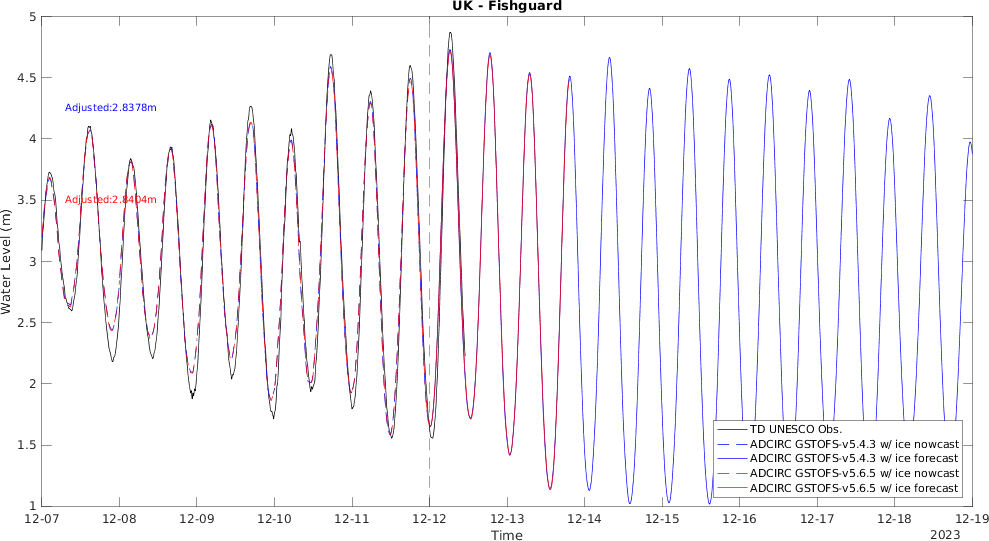 UK - Fishguard
5
4.5
4
3.5
3
2.5
2
1.5
1
Water Level (m)
Adjusted:2.8378m
Adjusted:2.8404m
TD UNESCO Obs.
ADCIRC GSTOFS-v5.4.3 w/ ice nowcast
ADCIRC GSTOFS-v5.4.3 w/ ice forecast
ADCIRC GSTOFS-v5.6.5 w/ ice nowcast
ADCIRC GSTOFS-v5.6.5 w/ ice forecast
12-07 12-08 12-09 12-10 12-11 12-12 12-13 12-14 12-15 12-16 12-17 12-18 12-19
Time
2023